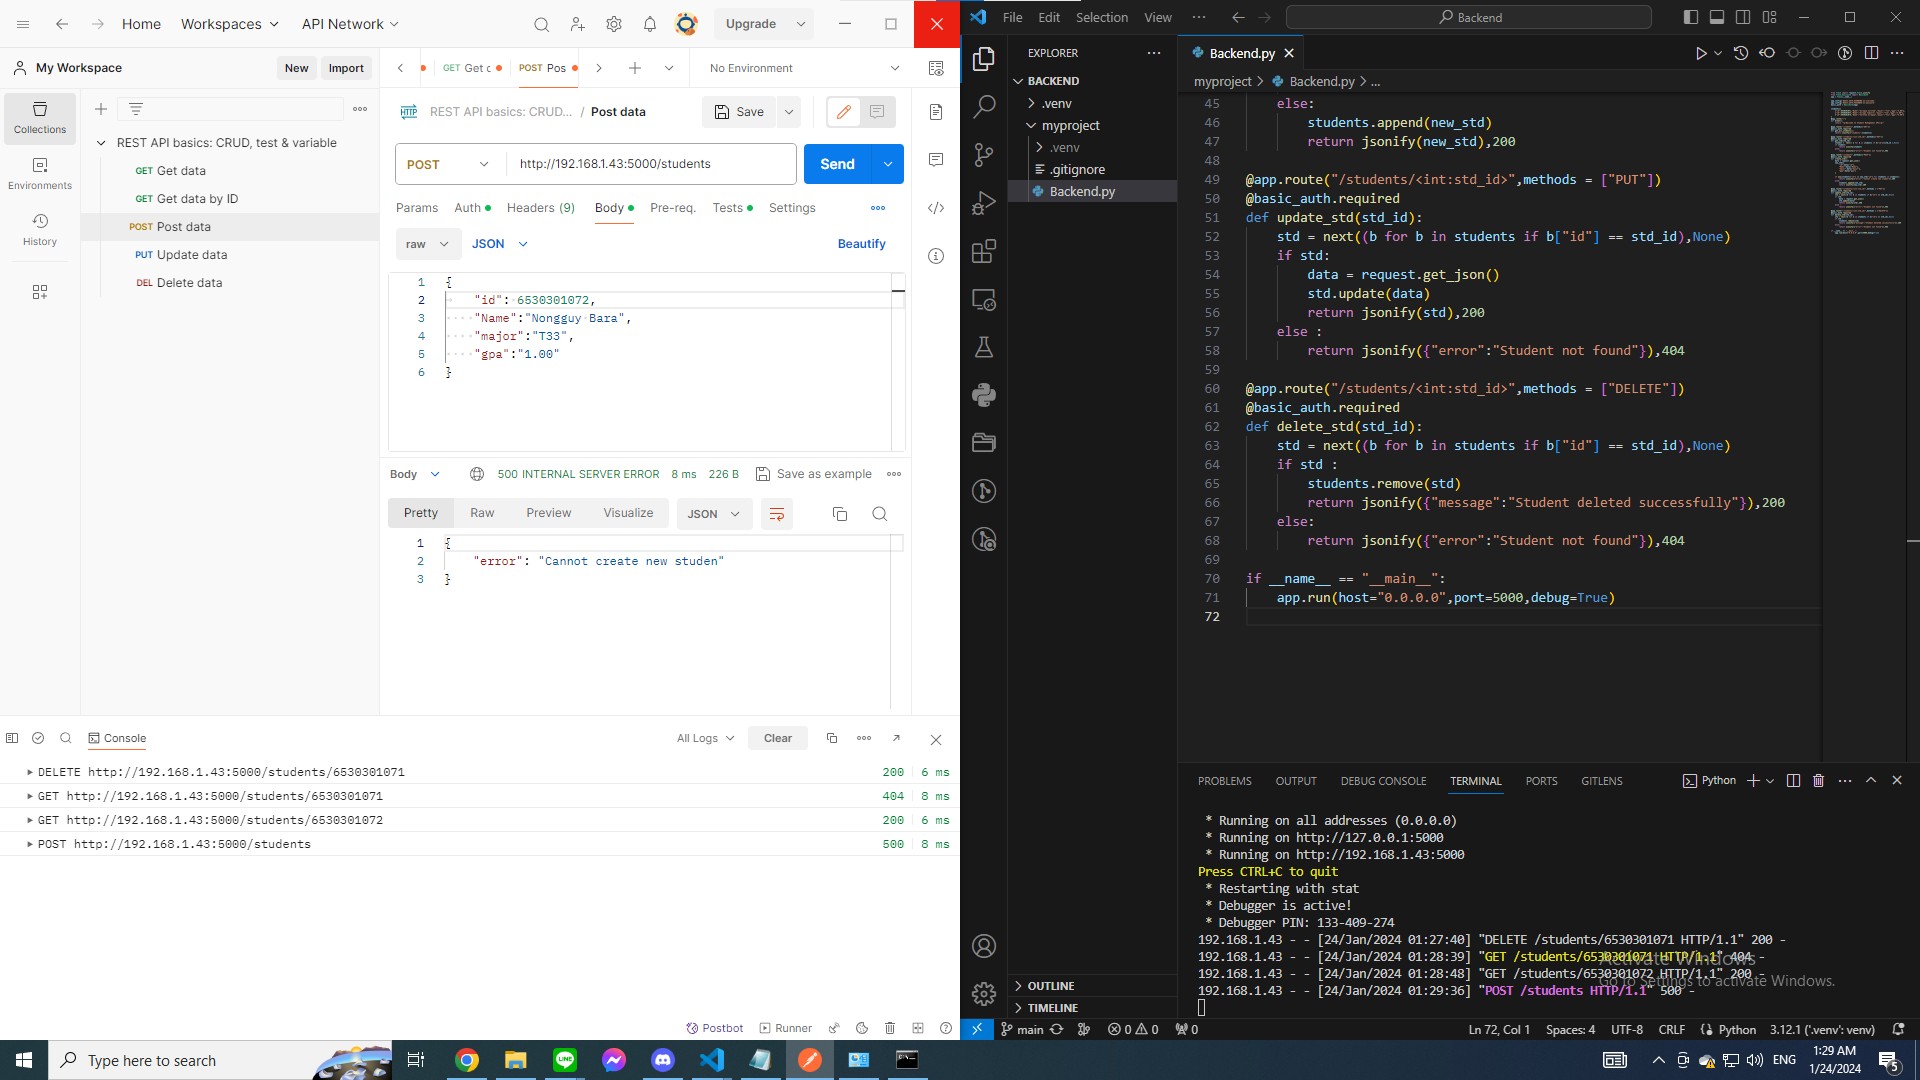 Home
Workspaces
API Network
Upgrade
My Workspace
New
Import
Collections
Environments
History
REST API basics: CRUD, test & variable
GET Get data
GET Get data by ID
POST Post data
PUT Update data
DEL Delete data
GET Get c
POST Pos
No Environment
HTTP
REST API basics: CRUD... / Post data
Save
POST
http://192.168.1.43:5000/students
Send
Params
Auth
Headers (9)
Body
Pre-req.
Tests
Settings
raw
JSON
Beautify
1 {
2 "id": 6530301072,
3 "Name":"Nongguy Bara",
4 "major":"T33",
5 "gpa":"1.00"
6 }
Body
500 INTERNAL SERVER ERROR
8 ms
226 B
Save as example
Pretty
Raw
Preview
Visualize
JSON
1 {
2 "error": "Cannot create new studen"
3 }
Console
All Logs
Clear
DELETE http://192.168.1.43:5000/students/6530301071 200 6 ms
GET http://192.168.1.43:5000/students/6530301071 404 8 ms
GET http://192.168.1.43:5000/students/6530301072 200 6 ms
POST http://192.168.1.43:5000/students 500 8 ms
Postbot
Runner
File
Edit
Selection
View
Backend
EXPLORER
BACKEND
.venv
myproject
.venv
.gitignore
Backend.py
OUTLINE
TIMELINE
Backend.py
myproject > Backend.py > ...
45 else:
46 students.append(new_std)
47 return jsonify(new_std),200
48
49 @app.route("/students/<int:std_id>",methods = ["PUT"])
50 @basic_auth.required
51 def update_std(std_id):
52 std = next((b for b in students if b["id"] == std_id),None)
53 if std:
54 data = request.get_json()
55 std.update(data)
56 return jsonify(std),200
57 else :
58 return jsonify({"error":"Student not found"}),404
59
60 @app.route("/students/<int:std_id>",methods = ["DELETE"])
61 @basic_auth.required
62 def delete_std(std_id):
63 std = next((b for b in students if b["id"] == std_id),None)
64 if std :
65 students.remove(std)
66 return jsonify({"message":"Student deleted successfully"}),200
67 else:
68 return jsonify({"error":"Student not found"}),404
69
70 if __name__ == "__main__":
71 app.run(host="0.0.0.0",port=5000,debug=True)
72
PROBLEMS
OUTPUT
DEBUG CONSOLE
TERMINAL
PORTS
GITLENS
Python
* Running on all addresses (0.0.0.0)
* Running on http://127.0.0.1:5000
* Running on http://192.168.1.43:5000
Press CTRL+C to quit
* Restarting with stat
* Debugger is active!
* Debugger PIN: 133-409-274
192.168.1.43 - - [24/Jan/2024 01:27:40] "DELETE /students/6530301071 HTTP/1.1" 200 -
192.168.1.43 - - [24/Jan/2024 01:28:39] "GET /students/6530301071 HTTP/1.1" 404 -
192.168.1.43 - - [24/Jan/2024 01:28:48] "GET /students/6530301072 HTTP/1.1" 200 -
192.168.1.43 - - [24/Jan/2024 01:29:36] "POST /students HTTP/1.1" 500 -
Activate Windows
Go to Settings to activate Windows.
main
0
0
0
Ln 72, Col 1
Spaces: 4
UTF-8
CRLF
Python
3.12.1 ('.venv': venv)
Type here to search
LINE
ENG
1:29 AM
1/24/2024
5